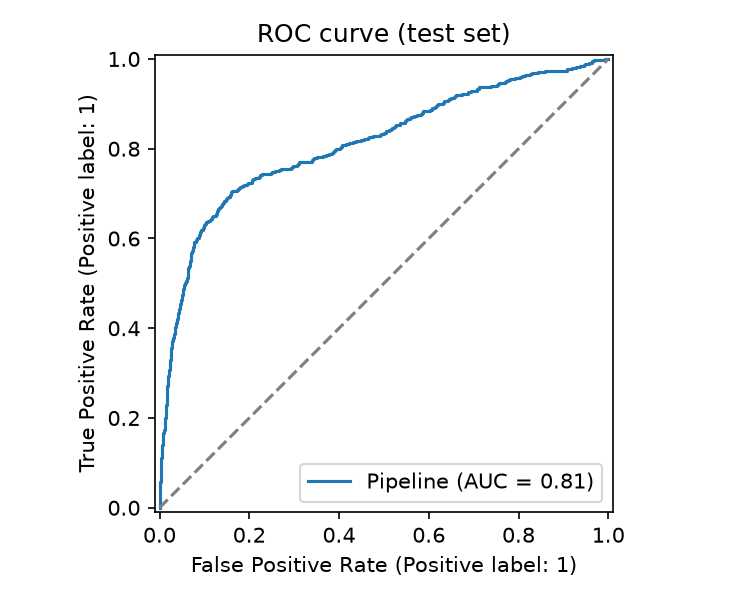 ROC curve (test set)
True Positive Rate (Positive label: 1)
1.0
0.8
0.6
0.4
0.2
0.0
Pipeline (AUC = 0.81)
0.0 0.2 0.4 0.6 0.8 1.0
False Positive Rate (Positive label: 1)